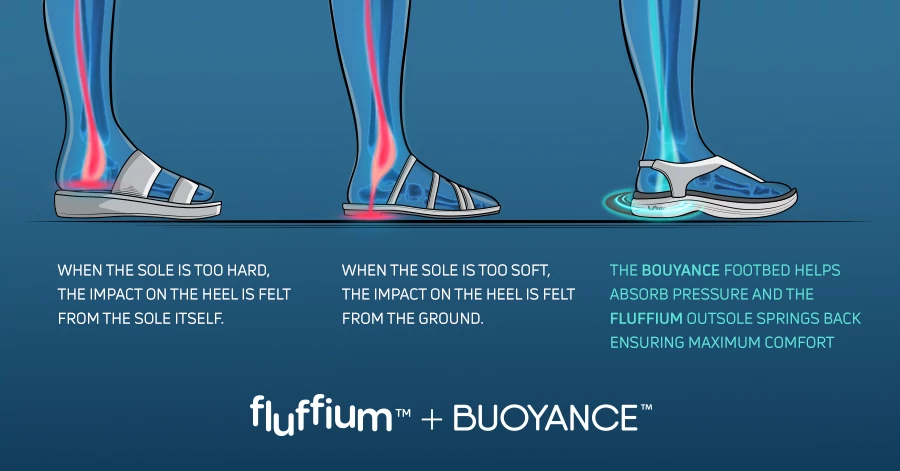 fluffium
WHEN THE SOLE IS TOO HARD,
THE IMPACT ON THE HEEL IS FELT
FROM THE SOLE ITSELF.
WHEN THE SOLE IS TOO SOFT,
THE IMPACT ON THE HEEL IS FELT
FROM THE GROUND.
THE BOUYANCE FOOTBED HELPS
ABSORB PRESSURE AND THE
FLUFFIUM OUTSOLE SPRINGS BACK
ENSURING MAXIMUM COMFORT
fluffium™ + BUOYANCE™